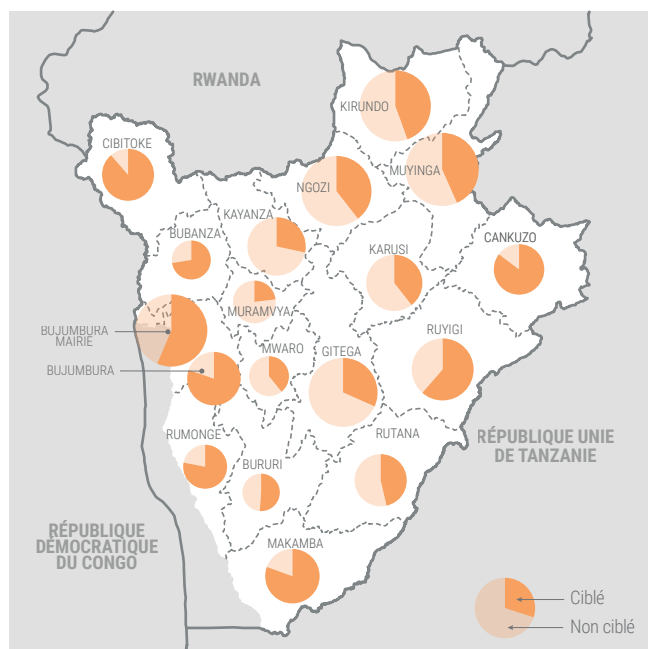 RWANDA
KIRUNDO
CIBITOKE
MUYINGA
NGOZI
KAYANZA
BUBANZA
KARUSI
CANKUZO
MURAMVYA
BUJUMBURA
MAIRIE
RUYIGI
MWARO
GITEGA
BUJUMBURA
RUMONGE
RUTANA
RÉPUBLIQUE UNIE
DE TANZANIE
BURURI
RÉPUBLIQUE
DÉMOCRATIQUE
DU CONGO
MAKAMBA
Ciblé
Non ciblé